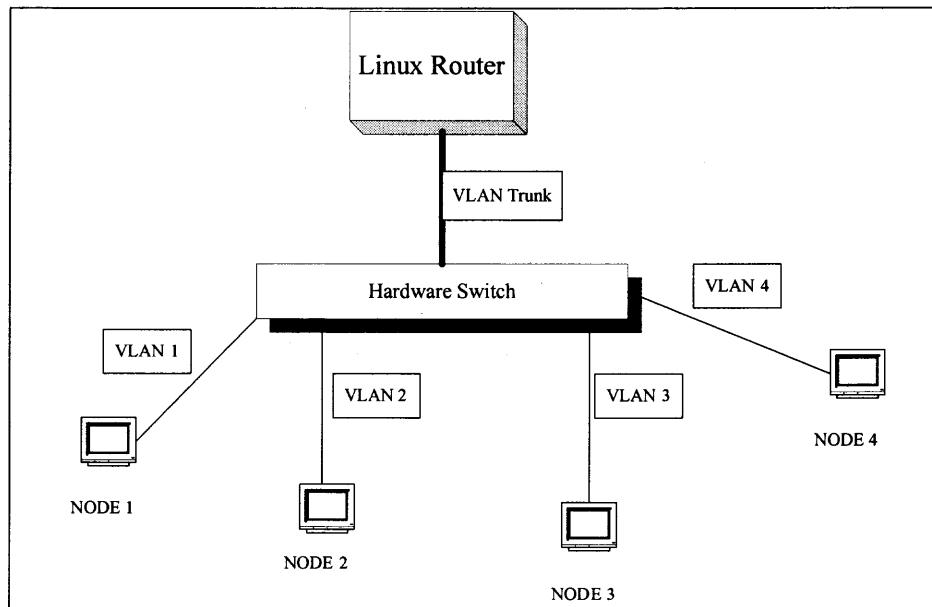 Linux Router
VLAN Trunk
Hardware Switch
VLAN 4
VLAN 1
VLAN 2
VLAN 3
NODE 4
NODE 1
NODE 2
NODE 3